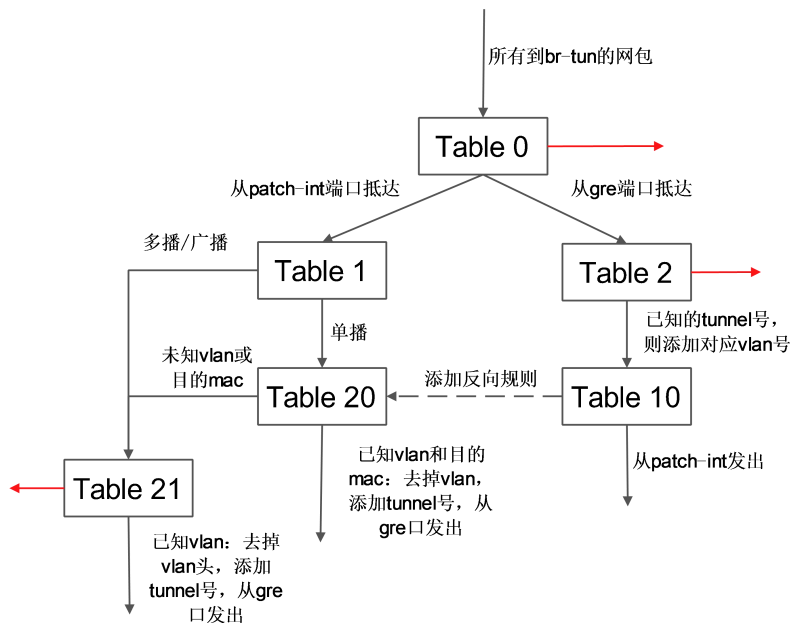 所有到br-tun的网包
Table 0
从patch-int端口抵达
从gre端口抵达
多播/广播
Table 1
Table 2
单播
已知的tunnel号，
则添加对应vlan号
未知vlan或
目的mac
添加反向规则
Table 20
Table 10
已知vlan和目的
mac：去掉vlan，
添加tunnel号，从
gre口发出
从patch-int发出
Table 21
已知vlan：去掉
vlan头，添加
tunnel号，从gre
口发出